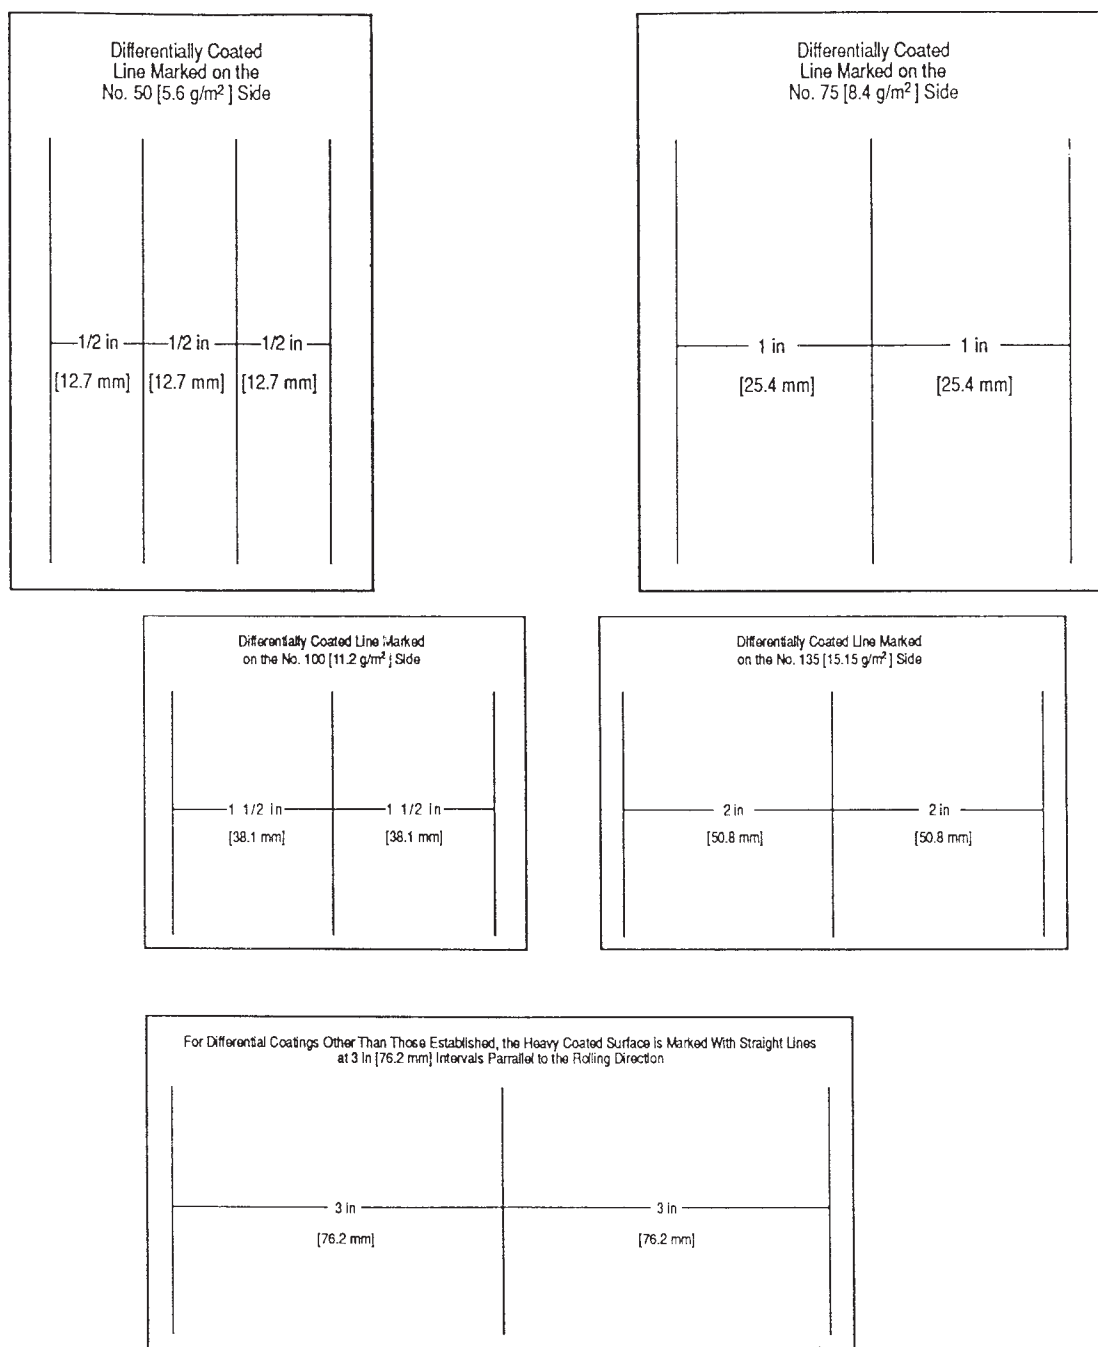 Differentially Coated
Line Marked on the
No. 50 [5.6 g/m²] Side
1/2 in 1/2 in 1/2 in
[12.7 mm] [12.7 mm] [12.7 mm]
Differentially Coated
Line Marked on the
No. 75 [8.4 g/m²] Side
1 in 1 in
[25.4 mm] [25.4 mm]
Differentially Coated Line Marked
on the No. 100 [11.2 g/m²] Side
1 1/2 in 1 1/2 in
[38.1 mm] [38.1 mm]
Differentially Coated Line Marked
on the No. 135 [15.15 g/m²] Side
2 in 2 in
[50.8 mm] [50.8 mm]
For Differential Coatings Other Than Those Established, the Heavy Coated Surface is Marked With Straight Lines
at 3 In [76.2 mm] Intervals Parrallel to the Rolling Direction
3 in 3 in
[76.2 mm] [76.2 mm]